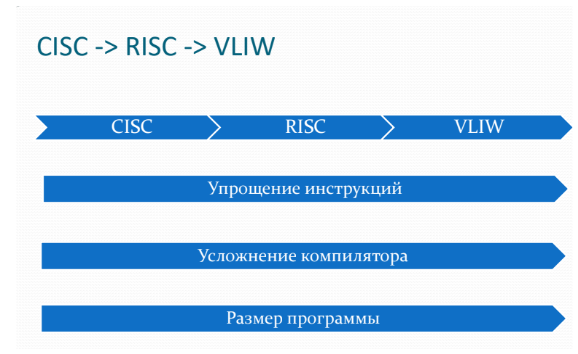 CISC -> RISC -> VLIW
CISC RISC VLIW
Упрощение инструкций
Усложнение компилятора
Размер программы